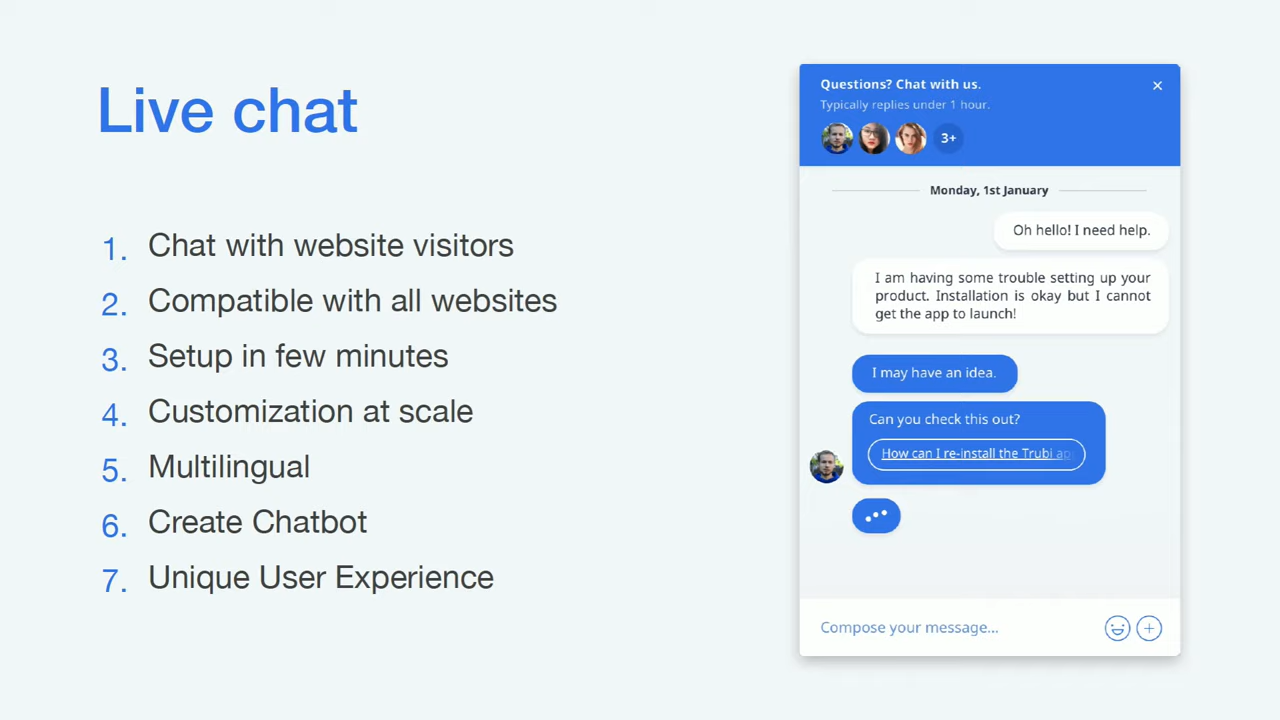 Live chat
1. Chat with website visitors
2. Compatible with all websites
3. Setup in few minutes
4. Customization at scale
5. Multilingual
6. Create Chatbot
7. Unique User Experience
Questions? Chat with us.
Typically replies under 1 hour.
3+
Monday, 1st January
Oh hello! I need help.
I am having some trouble setting up your
product. Installation is okay but I cannot
get the app to launch!
I may have an idea.
Can you check this out?
How can I re-install the Trubi ap
Compose your message...